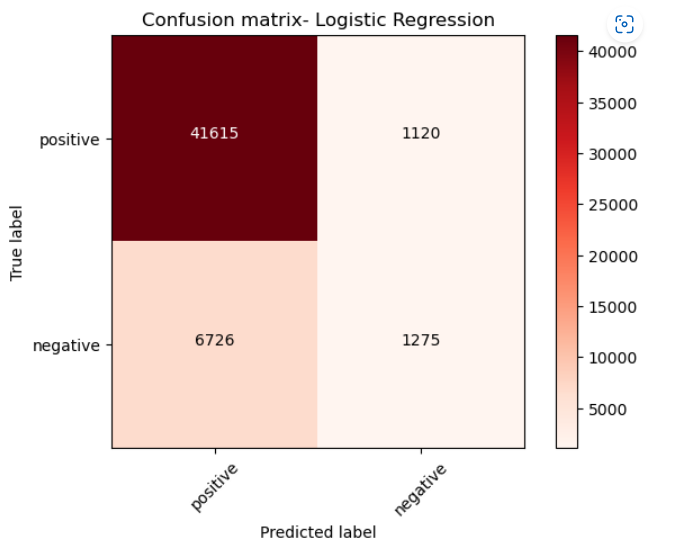 Confusion matrix- Logistic Regression
True label
positive
negative
41615
1120
6726
1275
positive
negative
Predicted label
40000
35000
30000
25000
20000
15000
10000
5000